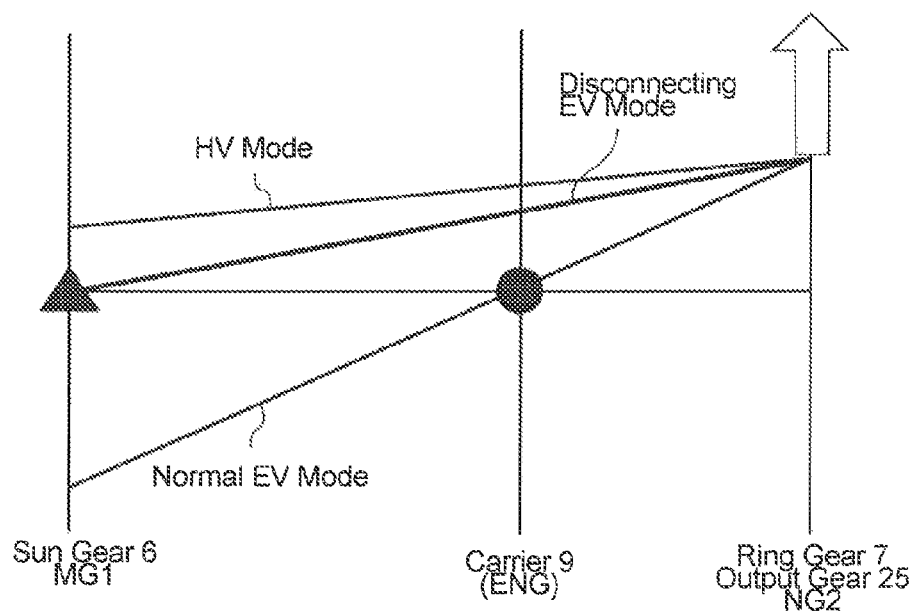 Disconnecting
EV Mode
HV Mode
Normal EV Mode
Sun Gear 6
MG1
Carrier 9
(ENG)
Ring Gear 7
Output Gear 25
NG2